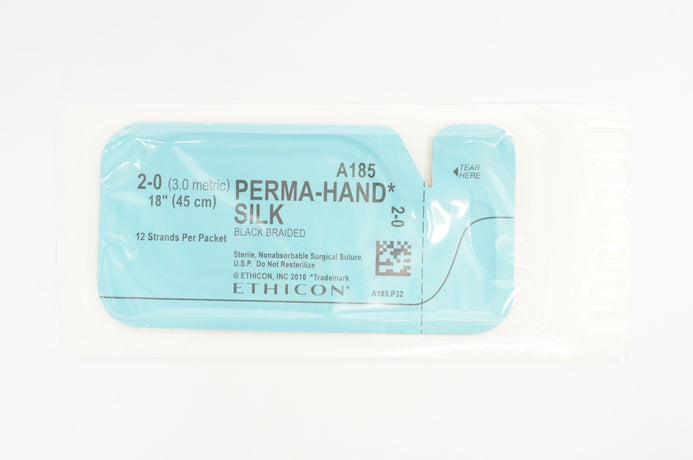 A185
2-0 (3.0 metric)
18" (45 cm)
12 Strands Per Packet
PERMA-HAND*
SILK
BLACK BRAIDED
2-0
Sterile, Nonabsorbable Surgical Suture.
U.S.P. Do Not Resterilize
© ETHICON, INC 2010 *Trademark
ETHICON*
A185.P32
TEAR
HERE